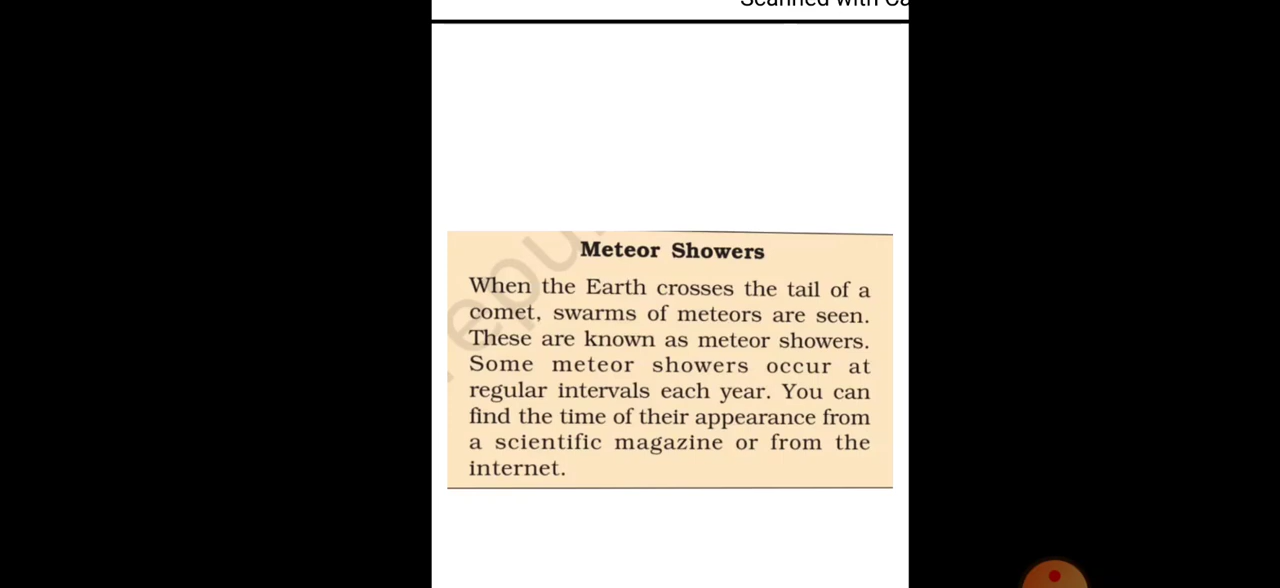 Scanned with
Meteor Showers
When the Earth crosses the tail of a
comet, swarms of meteors are seen.
These are known as meteor showers.
Some meteor showers occur at
regular intervals each year. You can
find the time of their appearance from
a scientific magazine or from the
internet.